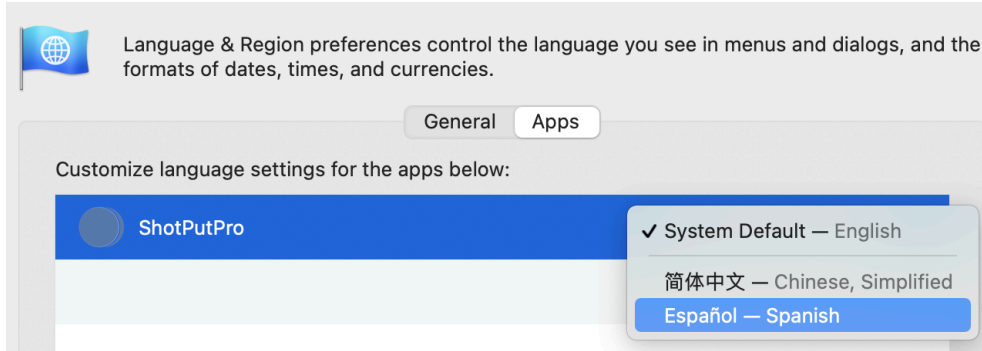 Language & Region preferences control the language you see in menus and dialogs, and the
formats of dates, times, and currencies.
General Apps
Customize language settings for the apps below:
ShotPutPro
✓ System Default — English
简体中文 — Chinese, Simplified
Español — Spanish